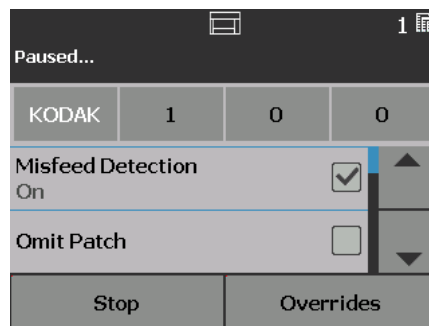 1
Paused...
KODAK 1 0 0
Misfeed Detection
On
Omit Patch
Stop Overrides